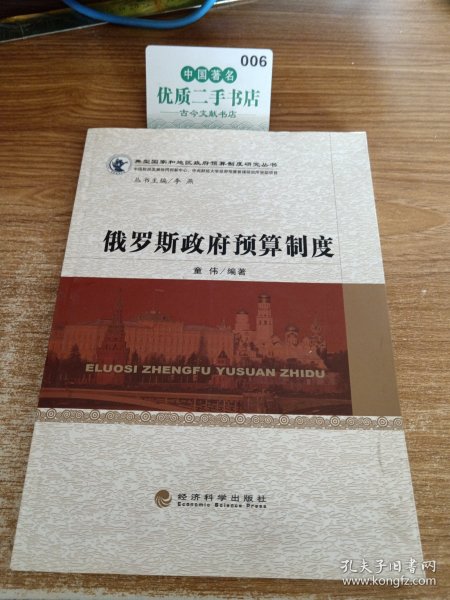 006
中国著名
优质二手书店
古今文献书店
典型国家和地区政府预算制度研究丛书
丛书主编/李 燕
俄罗斯政府预算制度
童 伟/编著
ELUOSI ZHENGFU YUSUAN ZHIDU
经济科学出版社
Economic Science Press
孔夫子旧书网
www.kongfz.com